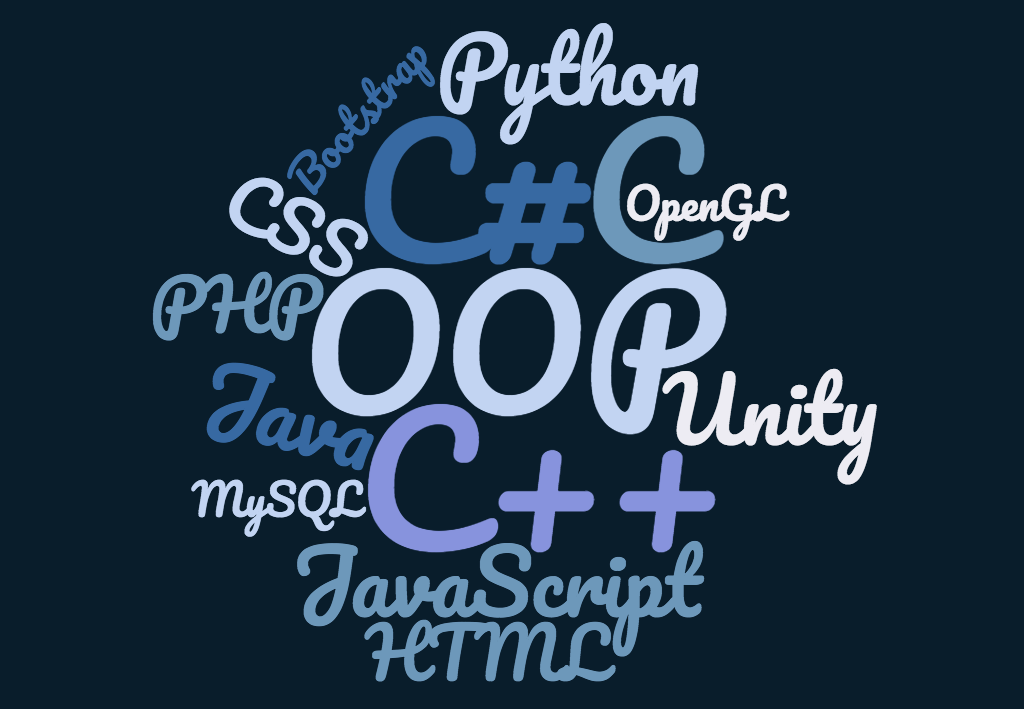 Python
Bootstrap
C#
C
OpenGL
CSS
PHP
OOP
Java
Unity
C++
MySQL
JavaScript
HTML